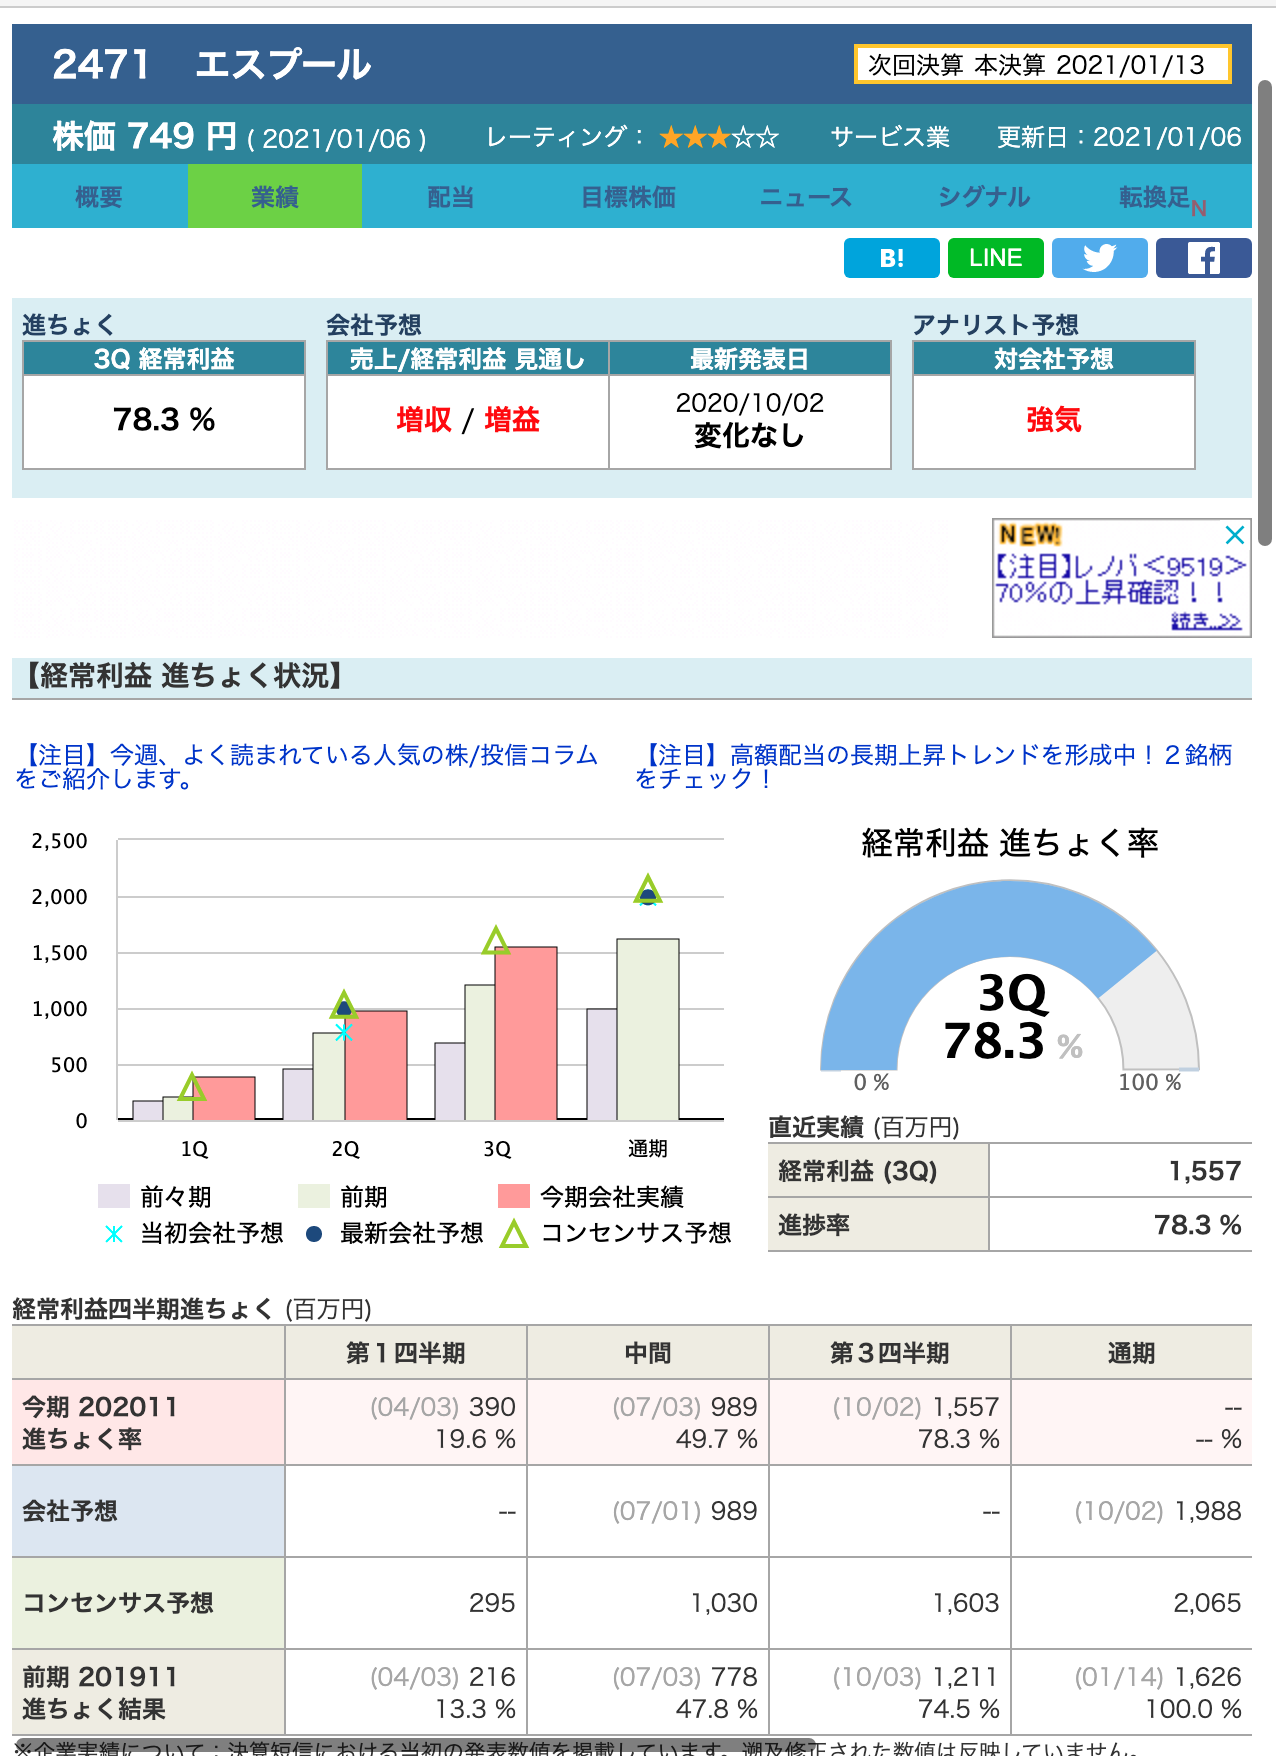 2471　エスプール
次回決算 本決算 2021/01/13
株価 749 円 ( 2021/01/06 )　レーティング： ★★★☆☆　サービス業　更新日：2021/01/06
概要　業績　配当　目標株価　ニュース　シグナル　転換足N
B!　LINE
進ちょく　会社予想　アナリスト予想
3Q 経常利益　売上/経常利益 見通し　最新発表日　対会社予想
78.3 %　増収 / 増益　2020/10/02　強気
変化なし
NEW!
【注目】レノバ<9519>
70%の上昇確認！！
続き..>>
【経常利益 進ちょく状況】
【注目】今週、よく読まれている人気の株/投信コラム
をご紹介します。
【注目】高額配当の長期上昇トレンドを形成中！２銘柄
をチェック！
2,500
2,000
1,500
1,000
500
0
1Q　2Q　3Q　通期
前々期　前期　今期会社実績
当初会社予想　最新会社予想　コンセンサス予想
経常利益 進ちょく率
3Q
78.3 %
0 %　100 %
直近実績 (百万円)
経常利益 (3Q)　1,557
進捗率　78.3 %
経常利益四半期進ちょく (百万円)
第１四半期　中間　第３四半期　通期
今期 202011　(04/03) 390　(07/03) 989　(10/02) 1,557　--
進ちょく率　19.6 %　49.7 %　78.3 %　-- %
会社予想　--　(07/01) 989　--　(10/02) 1,988
コンセンサス予想　295　1,030　1,603　2,065
前期 201911　(04/03) 216　(07/03) 778　(10/03) 1,211　(01/14) 1,626
進ちょく結果　13.3 %　47.8 %　74.5 %　100.0 %
※企業実績について：決算短信における当初の発表数値を掲載しています。遡及修正された数値は反映していません。